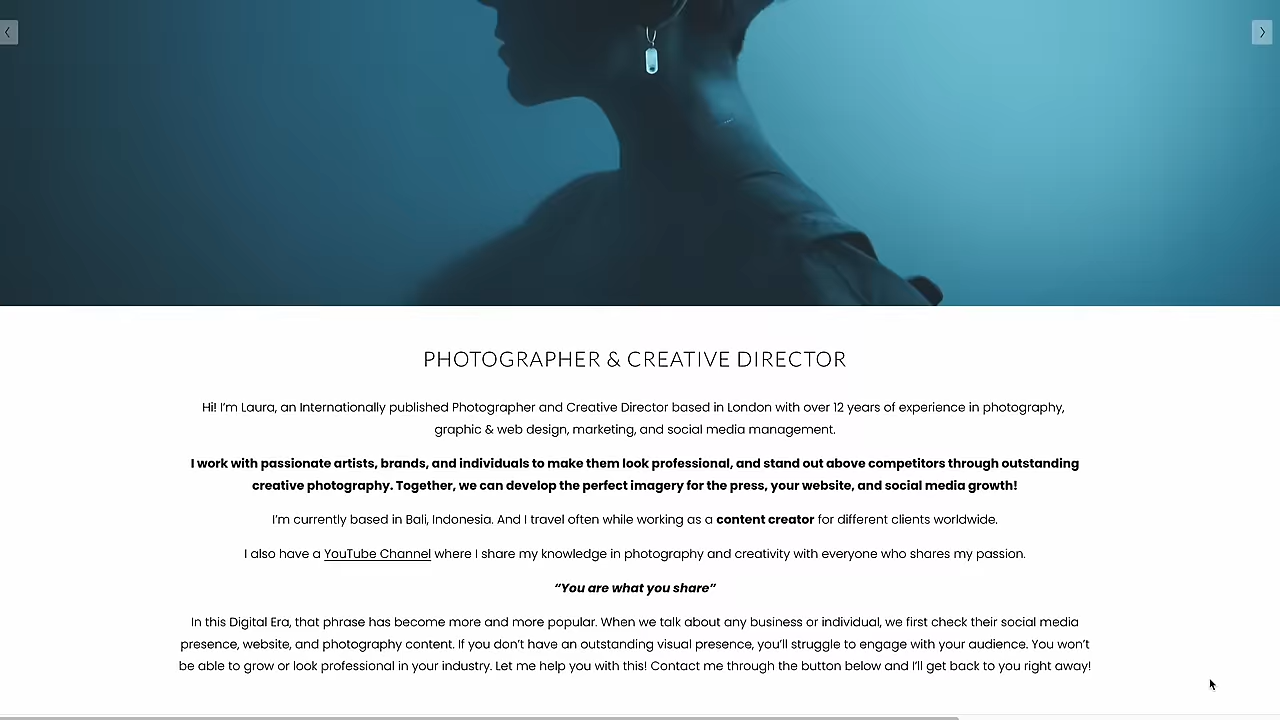 PHOTOGRAPHER & CREATIVE DIRECTOR
Hi! I'm Laura, an Internationally published Photographer and Creative Director based in London with over 12 years of experience in photography,
graphic & web design, marketing, and social media management.
I work with passionate artists, brands, and individuals to make them look professional, and stand out above competitors through outstanding
creative photography. Together, we can develop the perfect imagery for the press, your website, and social media growth!
I'm currently based in Bali, Indonesia. And I travel often while working as a content creator for different clients worldwide.
I also have a YouTube Channel where I share my knowledge in photography and creativity with everyone who shares my passion.
“You are what you share”
In this Digital Era, that phrase has become more and more popular. When we talk about any business or individual, we first check their social media
presence, website, and photography content. If you don't have an outstanding visual presence, you'll struggle to engage with your audience. You won't
be able to grow or look professional in your industry. Let me help you with this! Contact me through the button below and I'll get back to you right away!